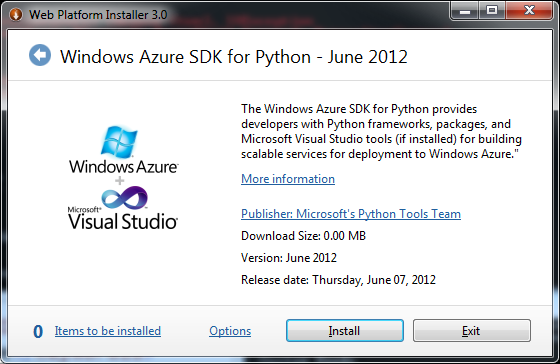 Web Platform Installer 3.0
Windows Azure SDK for Python - June 2012
The Windows Azure SDK for Python provides
developers with Python frameworks, packages, and
Microsoft Visual Studio tools (if installed) for building
scalable services for deployment to Windows Azure."
More information
Windows Azure™
+
Microsoft®
Visual Studio®
Publisher: Microsoft's Python Tools Team
Download Size: 0.00 MB
Version: June 2012
Release date: Thursday, June 07, 2012
0 Items to be installed Options Install Exit